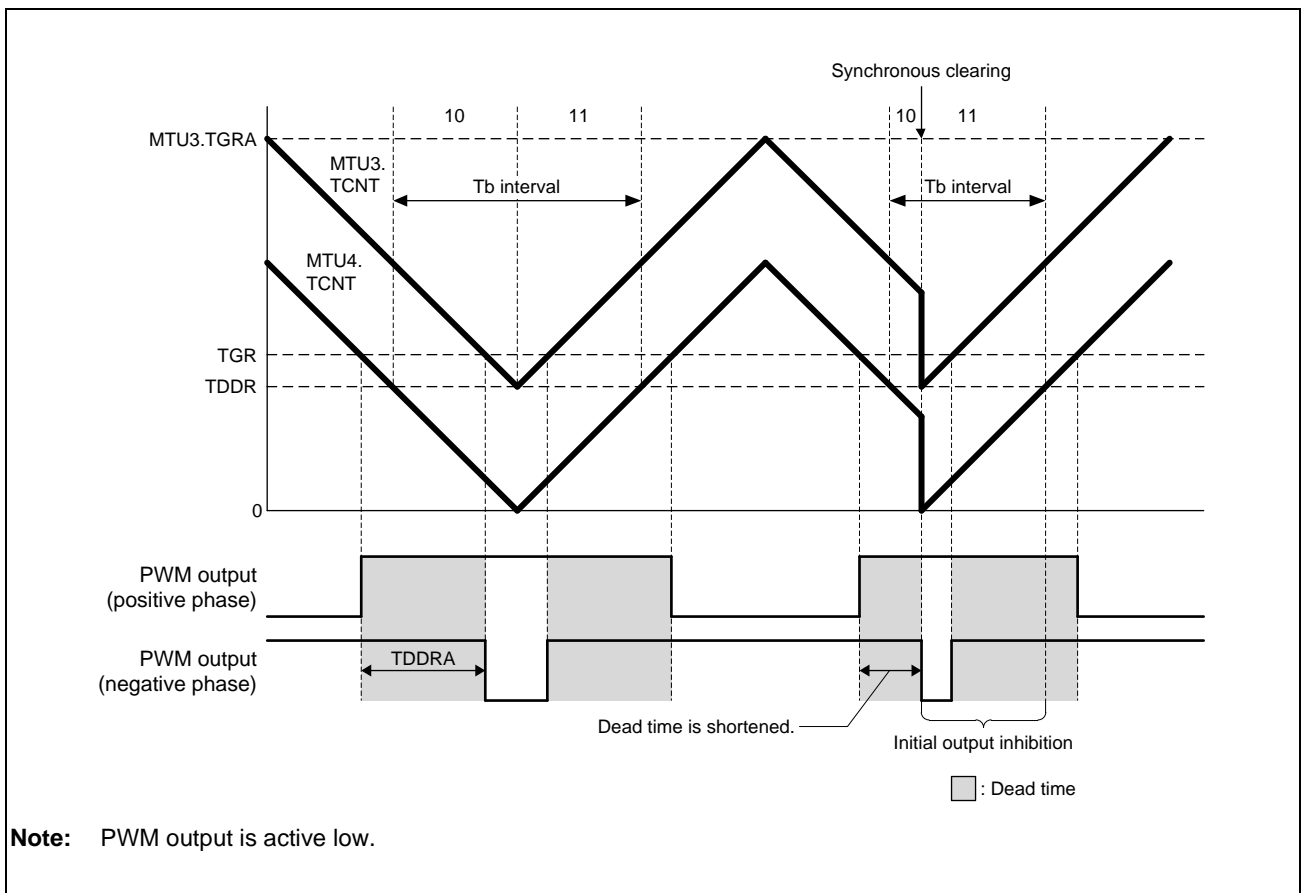 Synchronous clearing
10
11
10
11
MTU3.TGRA
MTU3.
TCNT
Tb interval
Tb interval
MTU4.
TCNT
TGR
TDDR
0
PWM output
(positive phase)
PWM output
(negative phase)
TDDRA
Dead time is shortened.
Initial output inhibition
: Dead time
Note: PWM output is active low.